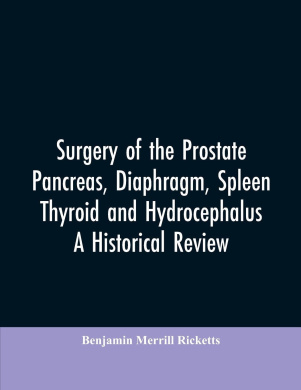 Surgery of the Prostate
Pancreas, Diaphragm, Spleen
Thyroid and Hydrocephalus
A Historical Review
Benjamin Merrill Ricketts